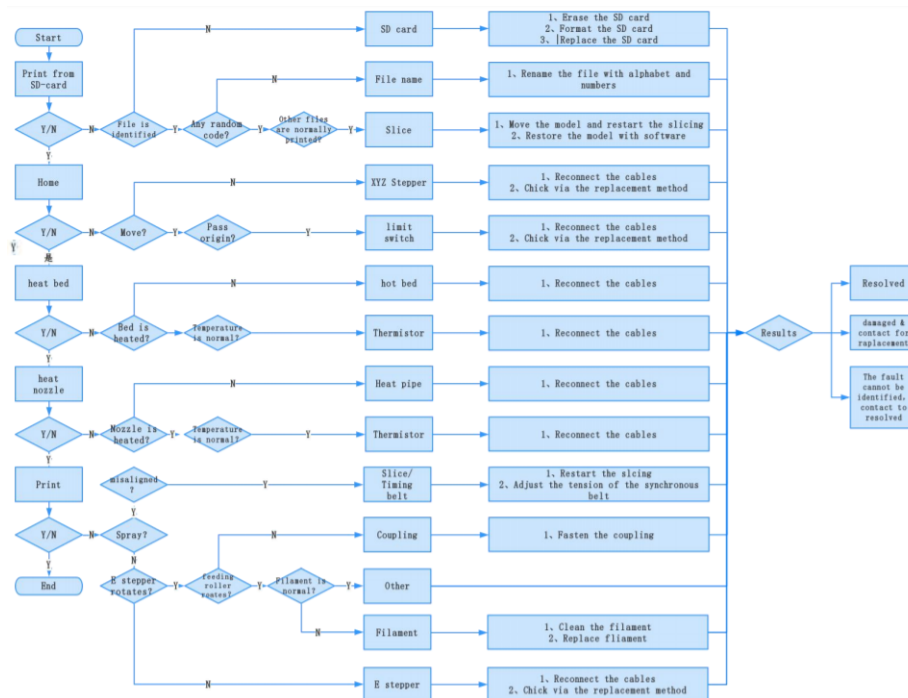 Start
N
SD card
1、Erase the SD card
2、Format the SD card
3、|Replace the SD card
Print from
SD-card
N
File name
1、Rename the file with alphabet and
numbers
Y/N
N
File is
identified
Y
Any random
code?
Y
Other files
are normally
printed?
Y
Slice
1、Move the model and restart the slicing
2、Restore the model with software
Y
Home
N
XYZ Stepper
1、Reconnect the cables
2、Chick via the replacement method
Y/N
N
Move?
Y
Pass
origin?
Y
limit
switch
1、Reconnect the cables
2、Chick via the replacement method
Y
是
heat bed
N
hot bed
1、Reconnect the cables
Resolved
Y/N
N
Bed is
heated?
Temperature
is normal?
Thermistor
1、Reconnect the cables
Results
damaged &
contact for
raplacement
Y
heat
nozzle
N
Heat pipe
1、Reconnect the cables
The fault
cannot be
identified,
contact to
resolved
Y/N
N
Nozzle is
heated?
Y
Temperature
is normal?
Y
Thermistor
1、Reconnect the cables
Y
Print
misaligned
?
Y
Slice/
Timing
belt
1、Restart the slcing
2、Adjust the tension of the synchronous
belt
Y
Y/N
N
Spray?
N
Coupling
1、Fasten the coupling
Y
N
End
E stepper
rotates?
Y
feeding
roller
roates?
Y
Filament is
normal?
Y
Other
N
Filament
1、Clean the filament
2、Replace fliament
N
E stepper
1、Reconnect the cables
2、Chick via the replacement method